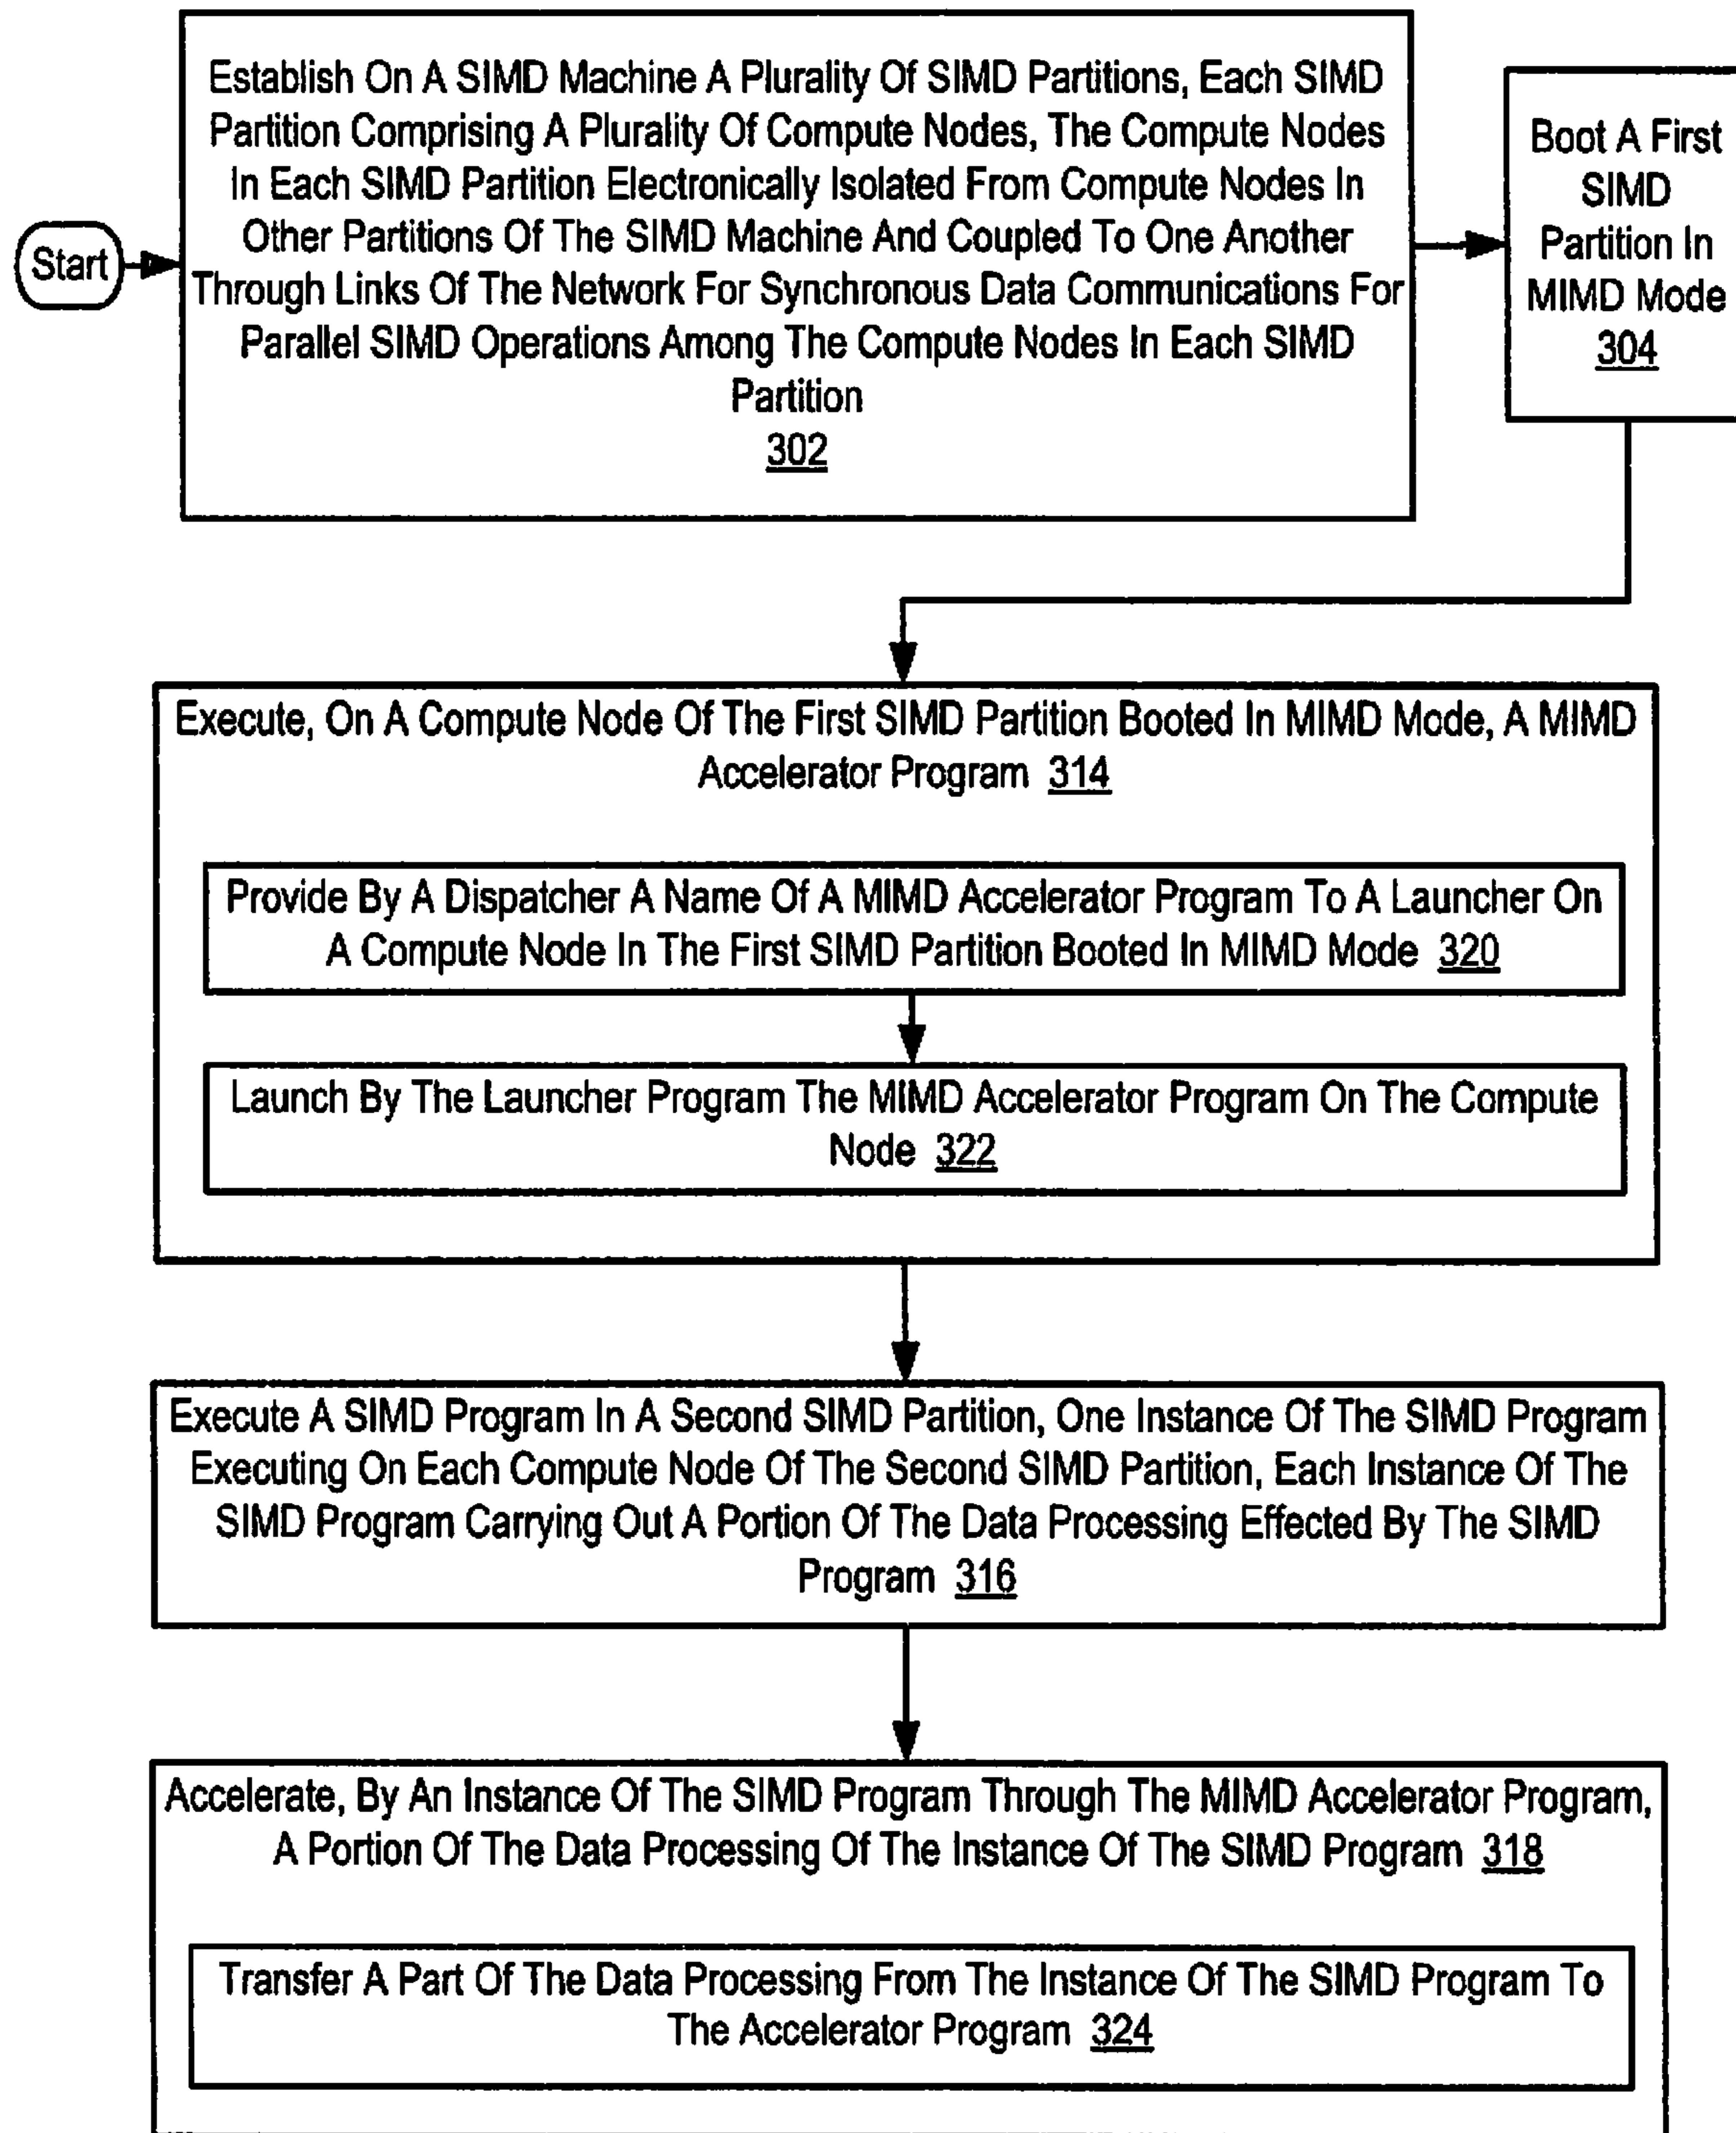 Start
Establish On A SIMD Machine A Plurality Of SIMD Partitions, Each SIMD
Partition Comprising A Plurality Of Compute Nodes, The Compute Nodes
In Each SIMD Partition Electronically Isolated From Compute Nodes In
Other Partitions Of The SIMD Machine And Coupled To One Another
Through Links Of The Network For Synchronous Data Communications For
Parallel SIMD Operations Among The Compute Nodes In Each SIMD
Partition
302
Boot A First
SIMD
Partition In
MIMD Mode
304
Execute, On A Compute Node Of The First SIMD Partition Booted In MIMD Mode, A MIMD
Accelerator Program 314
Provide By A Dispatcher A Name Of A MIMD Accelerator Program To A Launcher On
A Compute Node In The First SIMD Partition Booted In MIMD Mode 320
Launch By The Launcher Program The MIMD Accelerator Program On The Compute
Node 322
Execute A SIMD Program In A Second SIMD Partition, One Instance Of The SIMD Program
Executing On Each Compute Node Of The Second SIMD Partition, Each Instance Of The
SIMD Program Carrying Out A Portion Of The Data Processing Effected By The SIMD
Program 316
Accelerate, By An Instance Of The SIMD Program Through The MIMD Accelerator Program,
A Portion Of The Data Processing Of The Instance Of The SIMD Program 318
Transfer A Part Of The Data Processing From The Instance Of The SIMD Program To
The Accelerator Program 324